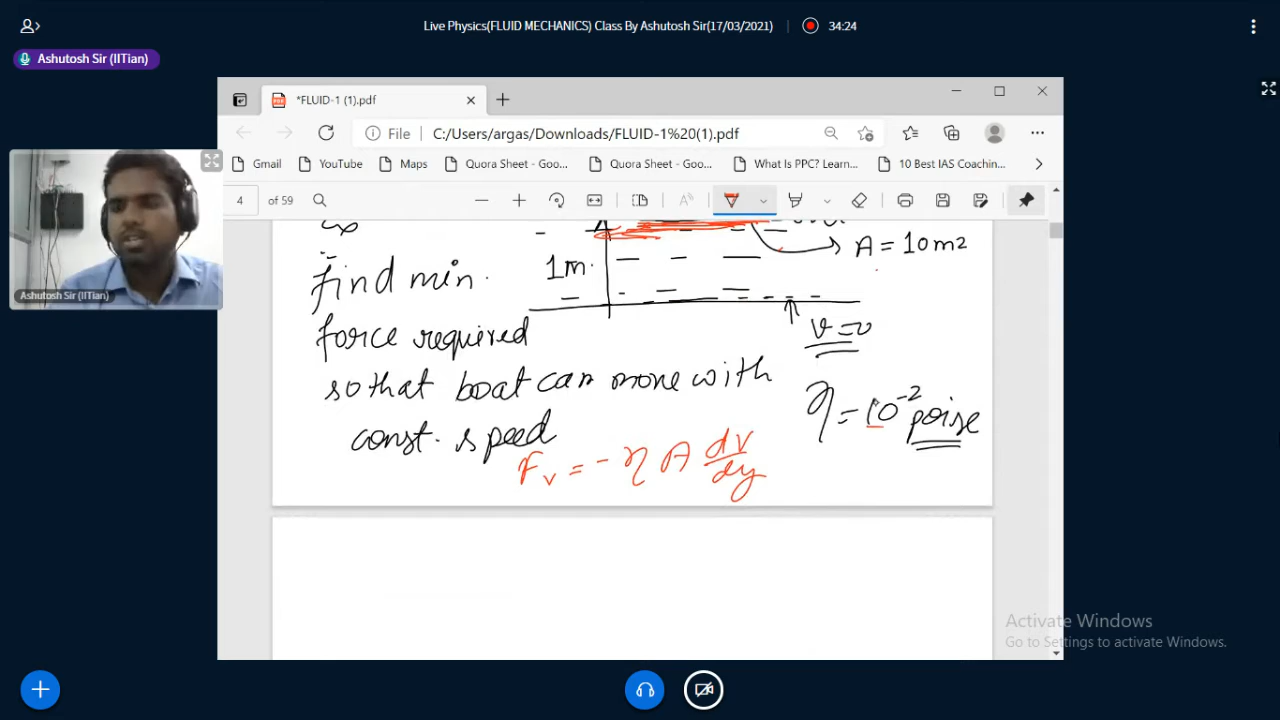 Live Physics(FLUID MECHANICS) Class By Ashutosh Sir(17/03/2021)
34:24
Ashutosh Sir (IITian)
*FLUID-1 (1).pdf
File
C:/Users/argas/Downloads/FLUID-1%20(1).pdf
Gmail
YouTube
Maps
Quora Sheet - Goo...
Quora Sheet - Goo...
What Is PPC? Learn...
10 Best IAS Coachin...
4
of 59
A = 10 m2
1m.
find min.
v = 0
force required
so that boat can move with
η = 10-2 poise
const. speed
Fv = - η A dv/dy
Ashutosh Sir (IITian)
Activate Windows
Go to Settings to activate Windows.